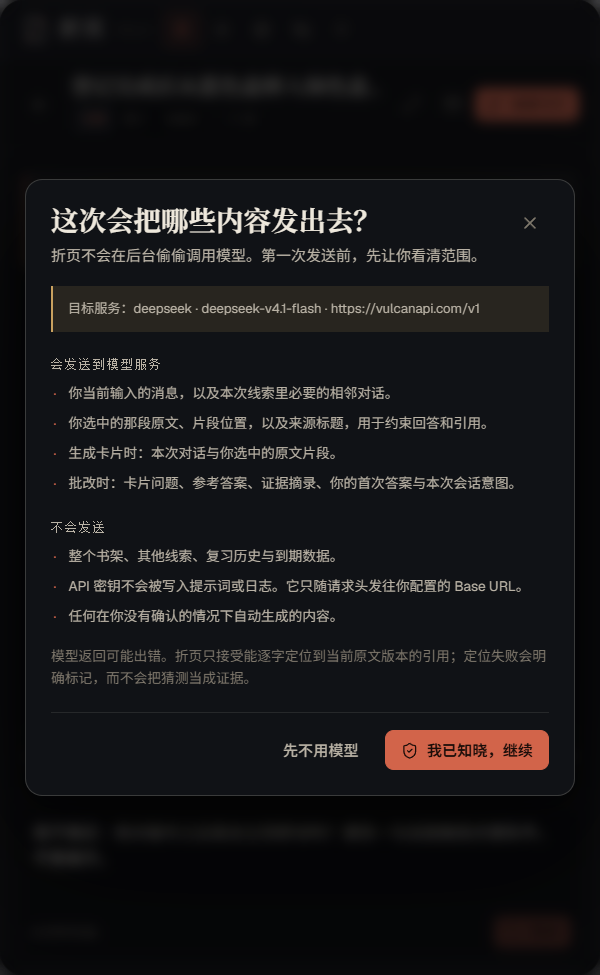 这次会把哪些内容发出去？
折页不会在后台偷偷调用模型。第一次发送前，先让你看清范围。
目标服务：deepseek · deepseek-v4.1-flash · https://vulcanapi.com/v1
会发送到模型服务
· 你当前输入的消息，以及本次线索里必要的相邻对话。
· 你选中的那段原文、片段位置，以及来源标题，用于约束回答和引用。
· 生成卡片时：本次对话与你选中的原文片段。
· 批改时：卡片问题、参考答案、证据摘录、你的首次答案与本次会话意图。
不会发送
· 整个书架、其他线索、复习历史与到期数据。
· API 密钥不会被写入提示词或日志。它只随请求头发往你配置的 Base URL。
· 任何在你没有确认的情况下自动生成的内容。
模型返回可能出错。折页只接受能逐字定位到当前原文版本的引用；定位失败会明
确标记，而不会把猜测当成证据。
先不用模型
我已知晓，继续